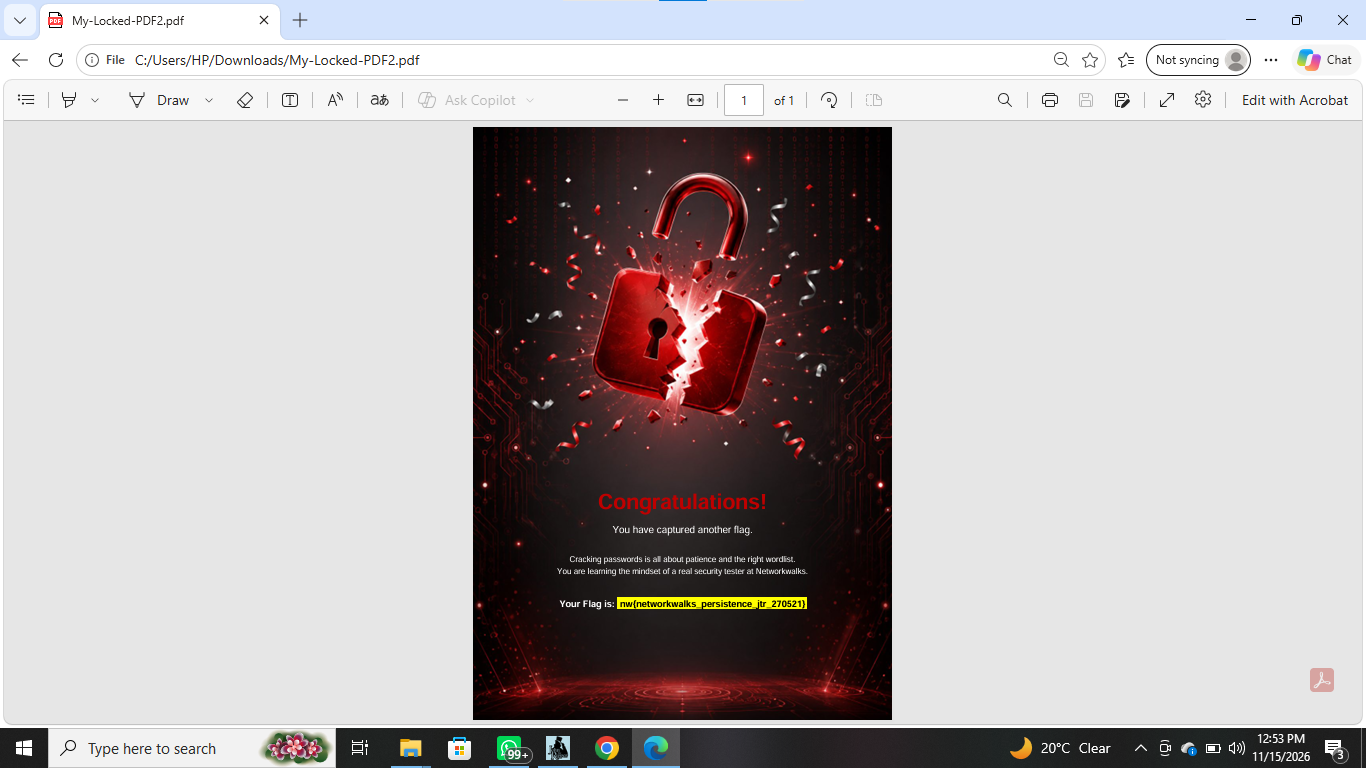 My-Locked-PDF2.pdf
File C:/Users/HP/Downloads/My-Locked-PDF2.pdf
Not syncing
Chat
Draw
Ask Copilot
1 of 1
Edit with Acrobat
Congratulations!
You have captured another flag.
Cracking passwords is all about patience and the right wordlist.
You are learning the mindset of a real security tester at Networkwalks.
Your Flag is: nw{networkwalks_persistence_jtr_270521}
Type here to search
99+
20°C Clear
12:53 PM
11/15/2026
3